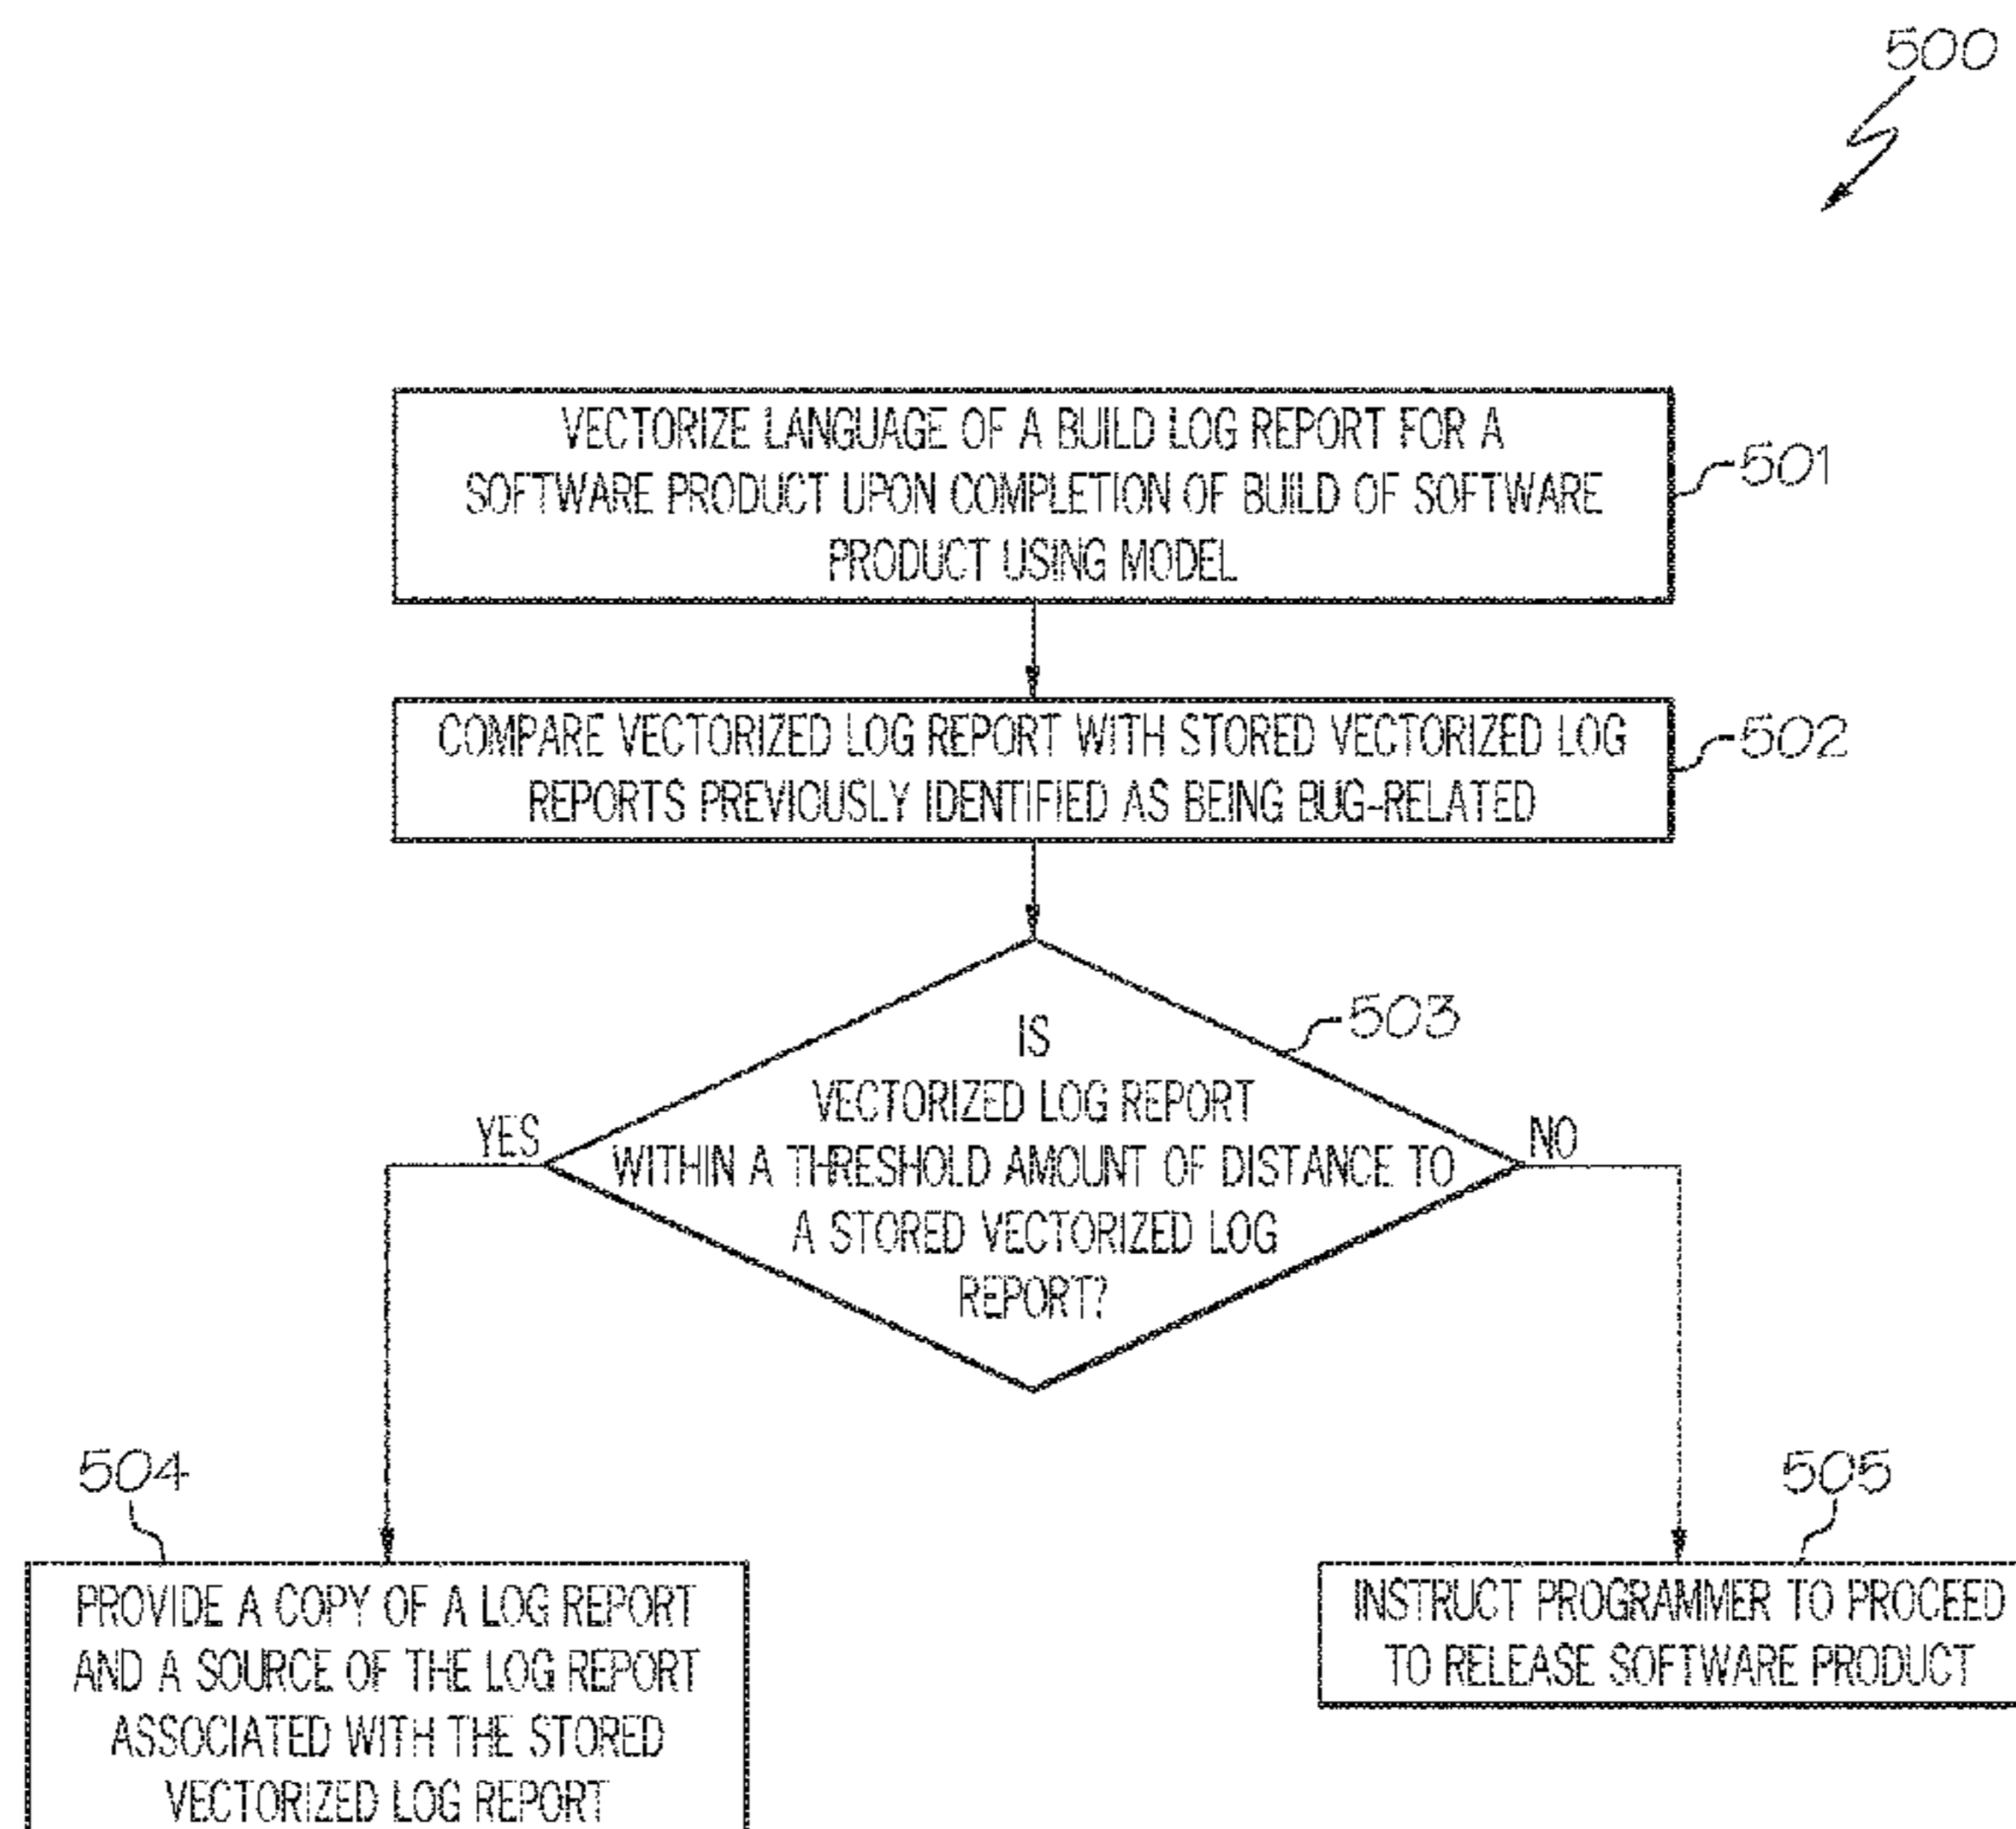 500
VECTORIZE LANGUAGE OF A BUILD LOG REPORT FOR A
SOFTWARE PRODUCT UPON COMPLETION OF BUILD OF SOFTWARE
PRODUCT USING MODEL
501
COMPARE VECTORIZED LOG REPORT WITH STORED VECTORIZED LOG
REPORTS PREVIOUSLY IDENTIFIED AS BEING BUG-RELATED
502
IS
VECTORIZED LOG REPORT
WITHIN A THRESHOLD AMOUNT OF DISTANCE TO
A STORED VECTORIZED LOG
REPORT?
503
YES
NO
504
PROVIDE A COPY OF A LOG REPORT
AND A SOURCE OF THE LOG REPORT
ASSOCIATED WITH THE STORED
VECTORIZED LOG REPORT
505
INSTRUCT PROGRAMMER TO PROCEED
TO RELEASE SOFTWARE PRODUCT